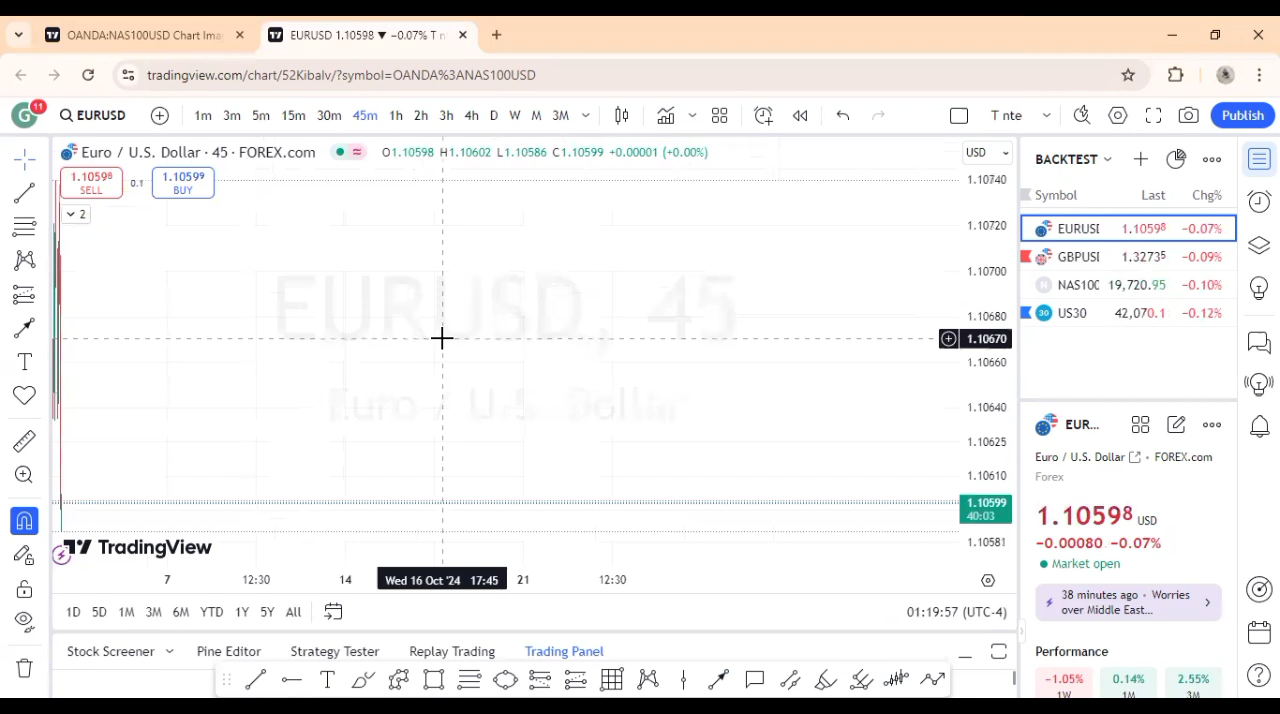 OANDA:NAS100USD Chart Ima
EURUSD 1.10598 ▼ −0.07% T n
tradingview.com/chart/52Kibalv/?symbol=OANDA%3ANAS100USD
G 11 EURUSD 1m 3m 5m 15m 30m 45m 1h 2h 3h 4h D W M 3M T nte Publish
Euro / U.S. Dollar · 45 · FOREX.com O1.10598 H1.10602 L1.10586 C1.10599 +0.00001 (+0.00%) USD
1.10598 SELL 0.1 1.10599 BUY
2
EURUSD, 45
Euro / U.S. Dollar
1.10740
1.10720
1.10700
1.10680
1.10670
1.10660
1.10640
1.10625
1.10610
1.10599
40:03
1.10581
TradingView
7 12:30 14 Wed 16 Oct '24 17:45 21 12:30
1D 5D 1M 3M 6M YTD 1Y 5Y All 01:19:57 (UTC-4)
Stock Screener Pine Editor Strategy Tester Replay Trading Trading Panel
BACKTEST
Symbol Last Chg%
EURUSI 1.10598 −0.07%
GBPUSI 1.32735 −0.09%
N NAS10C 19,720.95 −0.10%
30 US30 42,070.1 −0.12%
EUR...
Euro / U.S. Dollar · FOREX.com
Forex
1.10598 USD
−0.00080 −0.07%
Market open
38 minutes ago · Worries
over Middle East...
Performance
−1.05% 0.14% 2.55%
1W 1M 3M